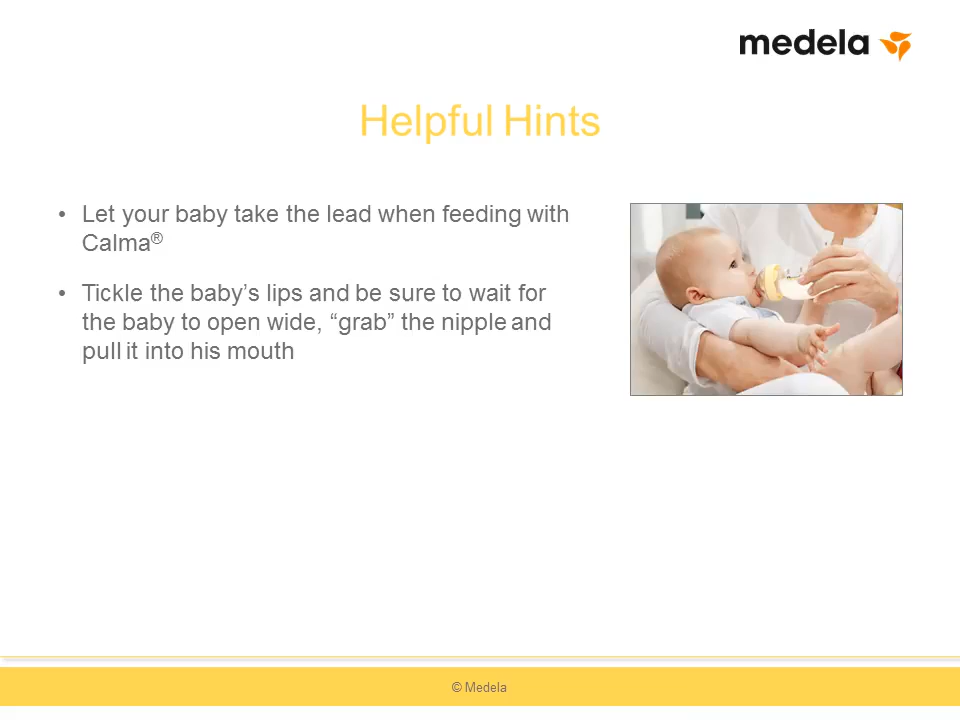 medela
Helpful Hints
• Let your baby take the lead when feeding with
Calma®
• Tickle the baby’s lips and be sure to wait for
the baby to open wide, “grab” the nipple and
pull it into his mouth
© Medela